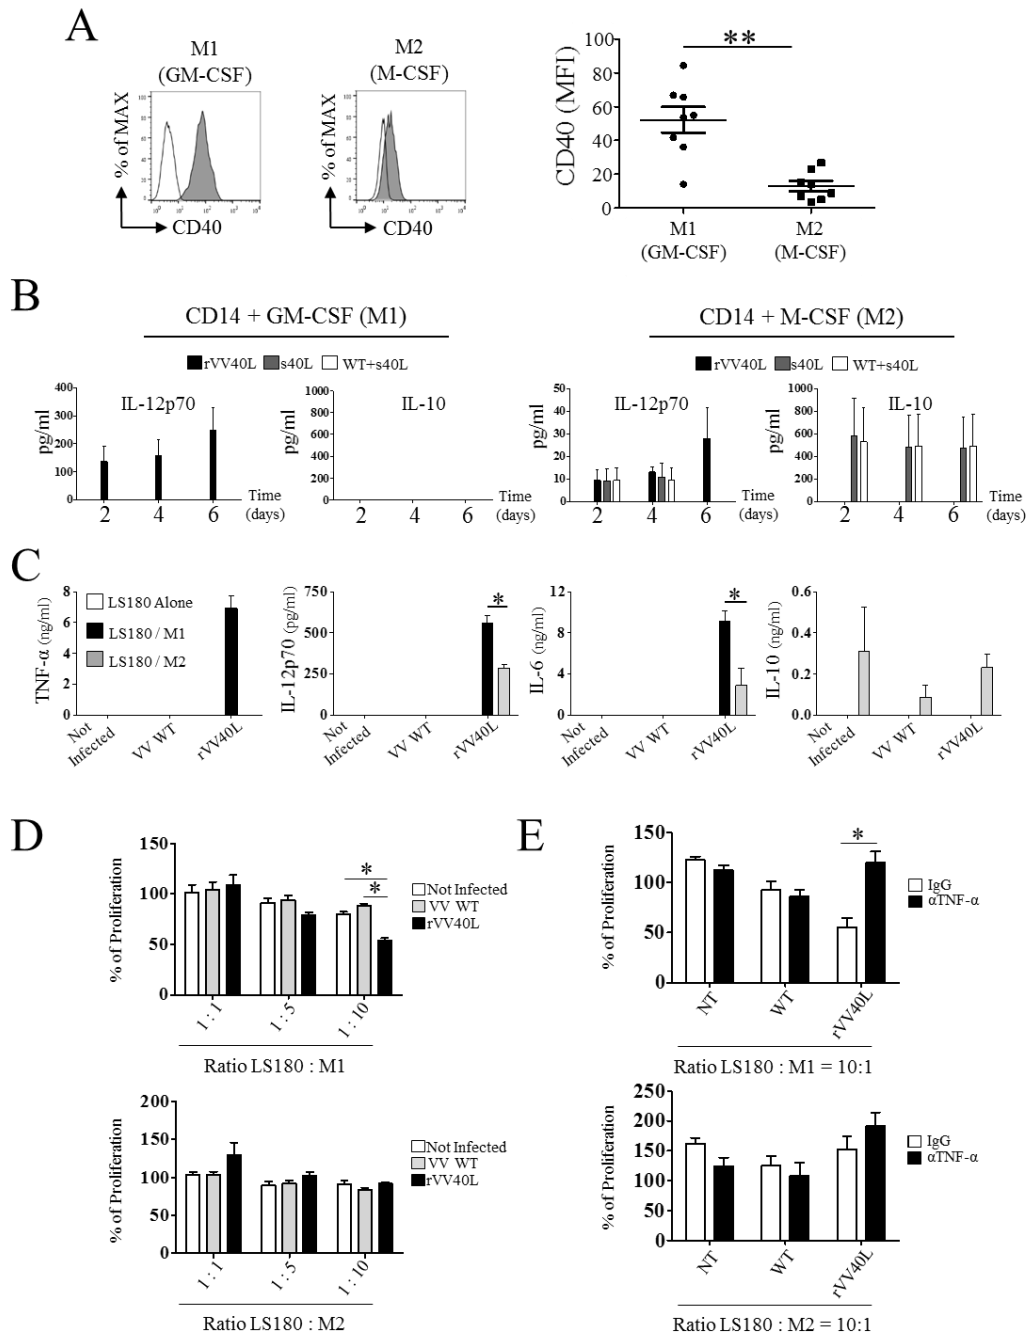 A
M1
(GM-CSF)
M2
(M-CSF)
% of MAX
CD40
% of MAX
CD40
CD40 (MFI)
100
80
60
40
20
0
**
M1
(GM-CSF)
M2
(M-CSF)
B
CD14 + GM-CSF (M1)
CD14 + M-CSF (M2)
rVV40L s40L WT+s40L
rVV40L s40L WT+s40L
pg/ml
400
300
200
100
0
IL-12p70
2 4 6
Time
(days)
pg/ml
1000
800
600
400
200
0
IL-10
2 4 6
Time
(days)
pg/ml
50
40
30
20
10
0
IL-12p70
2 4 6
Time
(days)
pg/ml
1000
800
600
400
200
0
IL-10
2 4 6
Time
(days)
C
TNF-α (ng/ml)
8
6
4
2
0
LS180 Alone
LS180 / M1
LS180 / M2
Not Infected
VV WT
rVV40L
IL-12p70 (pg/ml)
750
500
250
0
*
Not Infected
VV WT
rVV40L
IL-6 (ng/ml)
12
8
4
0
*
Not Infected
VV WT
rVV40L
IL-10 (ng/ml)
0.6
0.4
0.2
0.0
Not Infected
VV WT
rVV40L
D
% of Proliferation
150
100
50
0
*
*
Not Infected
VV WT
rVV40L
1 : 1
1 : 5
1 : 10
Ratio LS180 : M1
% of Proliferation
200
150
100
50
0
Not Infected
VV WT
rVV40L
1 : 1
1 : 5
1 : 10
Ratio LS180 : M2
E
% of Proliferation
150
100
50
0
*
IgG
αTNF-α
NT
WT
rVV40L
Ratio LS180 : M1 = 10:1
% of Proliferation
250
200
150
100
50
0
IgG
αTNF-α
NT
WT
rVV40L
Ratio LS180 : M2 = 10:1